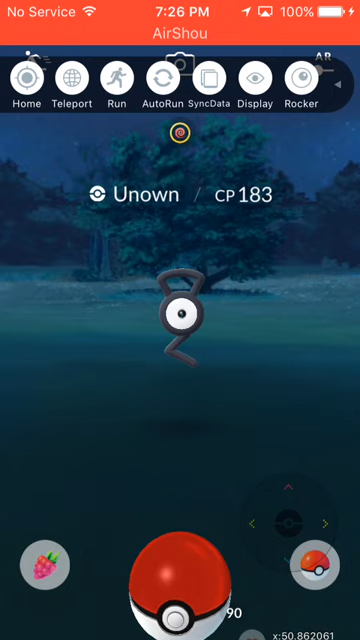 No Service 7:26 PM 100%
AirShou
AR
Home Teleport Run AutoRun SyncData Display Rocker
Unown / CP183
90
x:50.862061